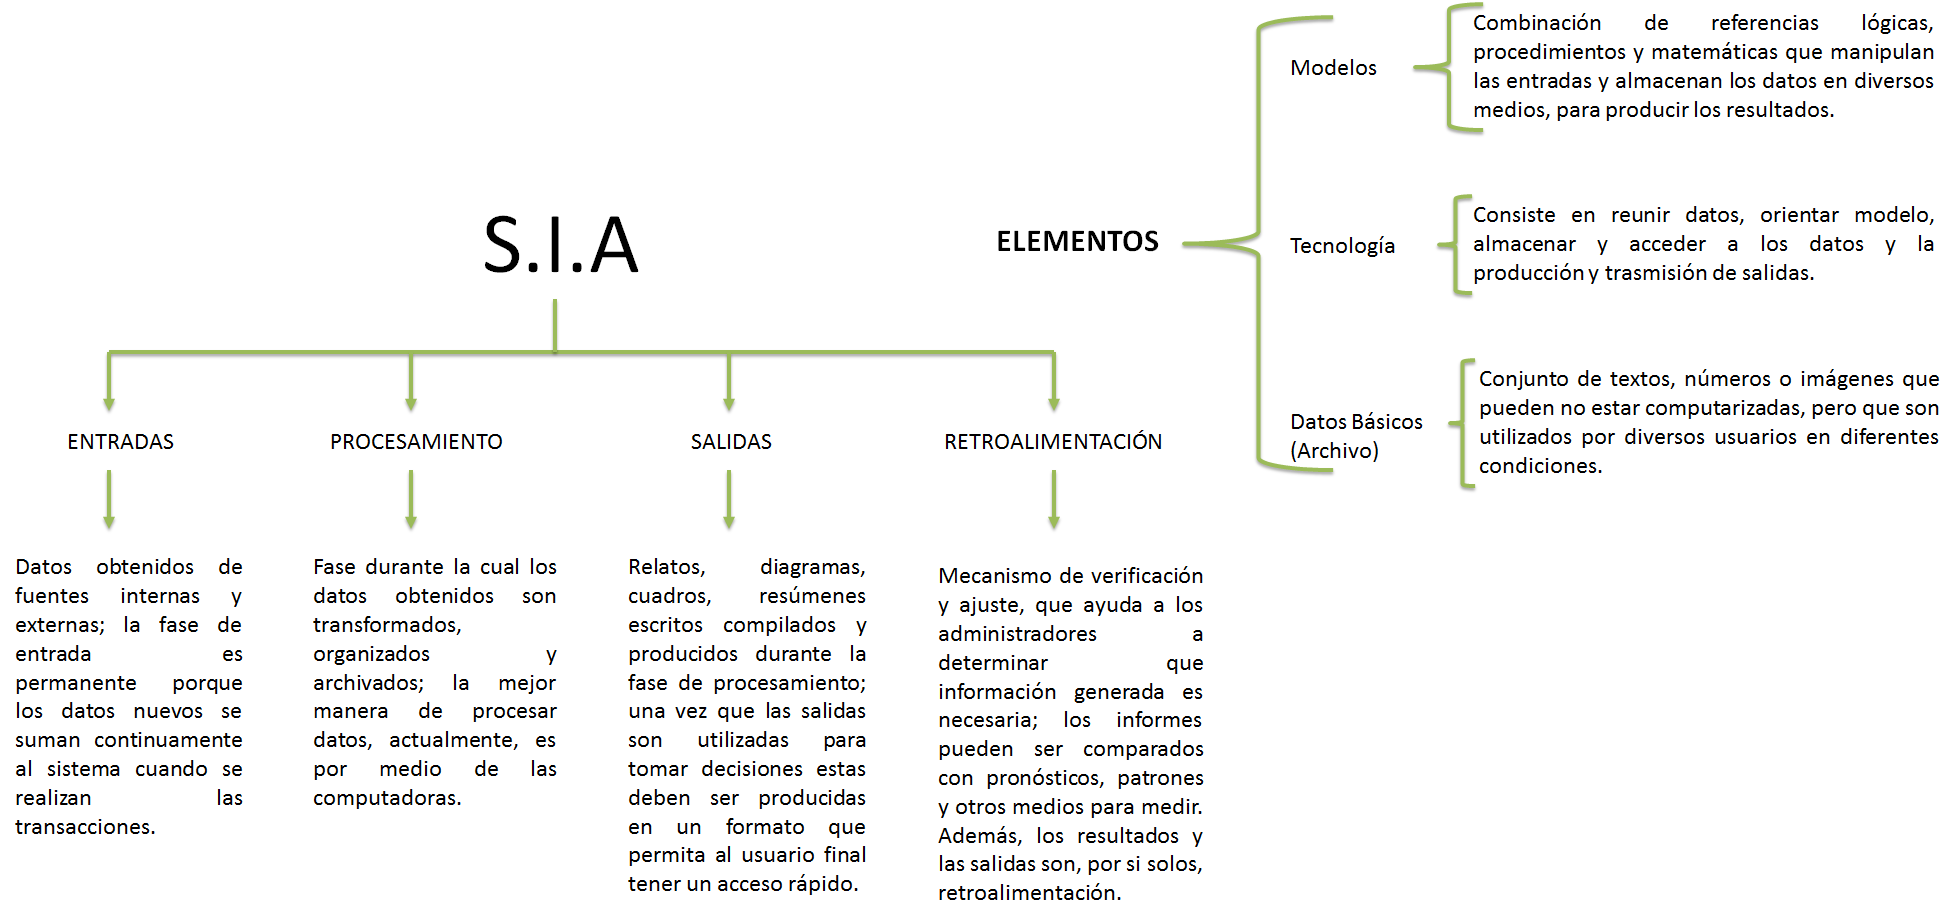 S.I.A
ENTRADAS
Datos obtenidos de
fuentes internas y
externas; la fase de
entrada es
permanente porque
los datos nuevos se
suman continuamente
al sistema cuando se
realizan las
transacciones.
PROCESAMIENTO
Fase durante la cual los
datos obtenidos son
transformados,
organizados y
archivados; la mejor
manera de procesar
datos, actualmente, es
por medio de las
computadoras.
SALIDAS
Relatos, diagramas,
cuadros, resúmenes
escritos compilados y
producidos durante la
fase de procesamiento;
una vez que las salidas
son utilizadas para
tomar decisiones estas
deben ser producidas
en un formato que
permita al usuario final
tener un acceso rápido.
RETROALIMENTACIÓN
Mecanismo de verificación
y ajuste, que ayuda a los
administradores a
determinar que
información generada es
necesaria; los informes
pueden ser comparados
con pronósticos, patrones
y otros medios para medir.
Además, los resultados y
las salidas son, por si solos,
retroalimentación.
ELEMENTOS
Modelos
Combinación de referencias lógicas,
procedimientos y matemáticas que manipulan
las entradas y almacenan los datos en diversos
medios, para producir los resultados.
Tecnología
Consiste en reunir datos, orientar modelo,
almacenar y acceder a los datos y la
producción y trasmisión de salidas.
Datos Básicos
(Archivo)
Conjunto de textos, números o imágenes que
pueden no estar computarizadas, pero que son
utilizados por diversos usuarios en diferentes
condiciones.